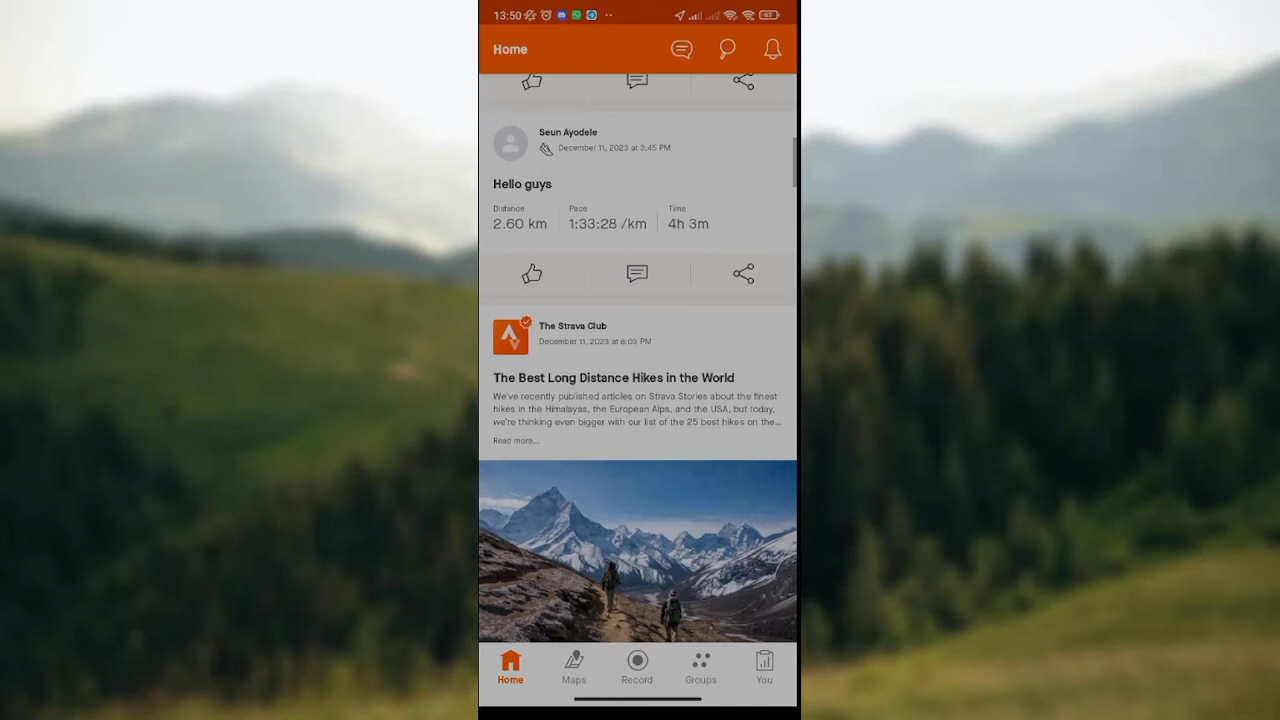 13:50
62
Home
Seun Ayodele
December 11, 2023 at 3:45 PM
Hello guys
Distance
Pace
Time
2.60 km
1:33:28 /km
4h 3m
The Strava Club
December 11, 2023 at 6:03 PM
The Best Long Distance Hikes in the World
We've recently published articles on Strava Stories about the finest
hikes in the Himalayas, the European Alps, and the USA, but today,
we're thinking even bigger with our list of the 25 best hikes on the...
Read more...
Home
Maps
Record
Groups
You